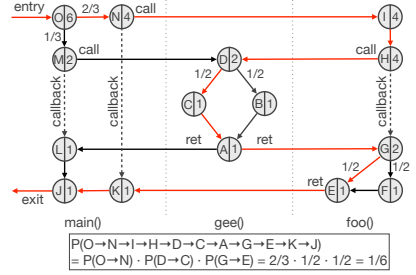 entry
2/3
call
O 6
N 4
I 4
1/3
call
M 2
D 2
H 4
1/2
1/2
callback
callback
C 1
B 1
callback
ret
ret
L 1
A 1
G 2
1/2
1/2
ret
J 1
K 1
E 1
F 1
exit
main()
gee()
foo()
P(O→N→I→H→D→C→A→G→E→K→J)
= P(O→N) · P(D→C) · P(G→E) = 2/3 · 1/2 · 1/2 = 1/6